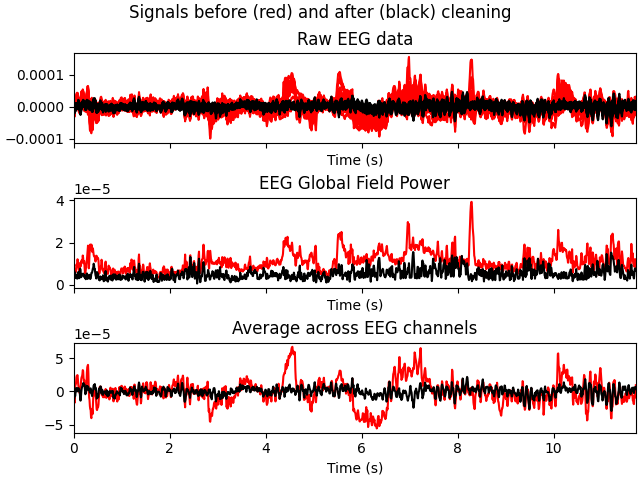 Signals before (red) and after (black) cleaning
Raw EEG data
0.0001
0.0000
−0.0001
Time (s)
EEG Global Field Power
1e−5
4
2
0
Time (s)
Average across EEG channels
1e−5
5
0
−5
0 2 4 6 8 10
Time (s)